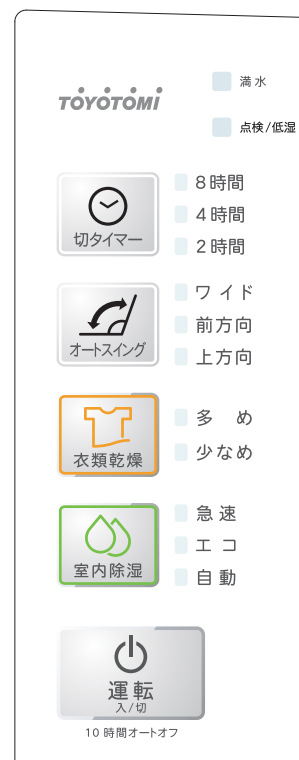 満水
TOYOTOMi
点検/低湿
8時間
4時間
切タイマー
2時間
ワイド
前方向
オートスイング
上方向
多め
少なめ
衣類乾燥
急速
エコ
室内除湿
自動
運転
入/切
10時間オートオフ